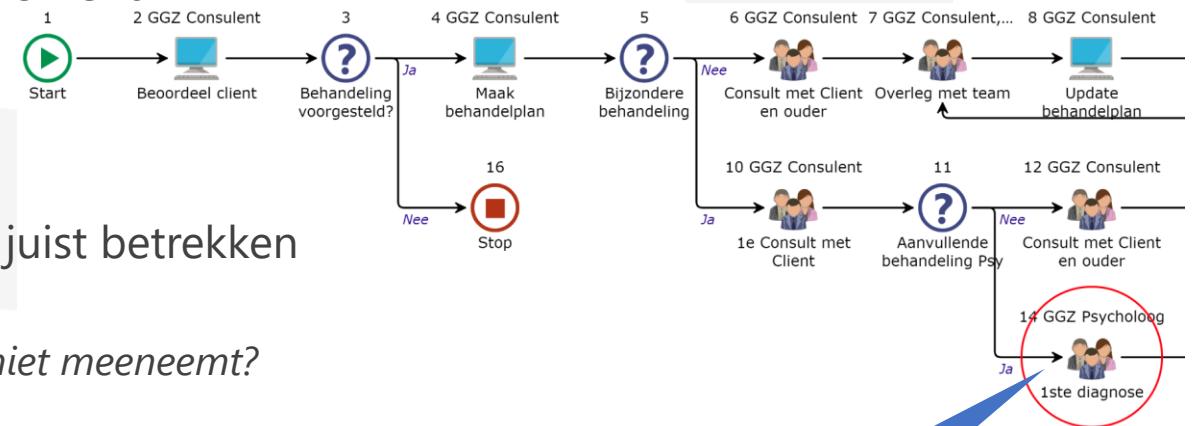 1
2 GGZ Consulent
3
4 GGZ Consulent
5
6 GGZ Consulent
7 GGZ Consulent,...
8 GGZ Consulent
Ja
Nee
Start
Beoordeel client
Behandeling
voorgesteld?
Maak
behandelplan
Bijzondere
behandeling
Consult met Client
en ouder
Overleg met team
Update
behandelplan
16
10 GGZ Consulent
11
12 GGZ Consulent
Nee
Ja
Nee
Stop
1e Consult met
Client
Aanvullende
behandeling Psy
Consult met Client
en ouder
juist betrekken
14 GGZ Psycholoog
Ja
1ste diagnose
niet meeneemt?